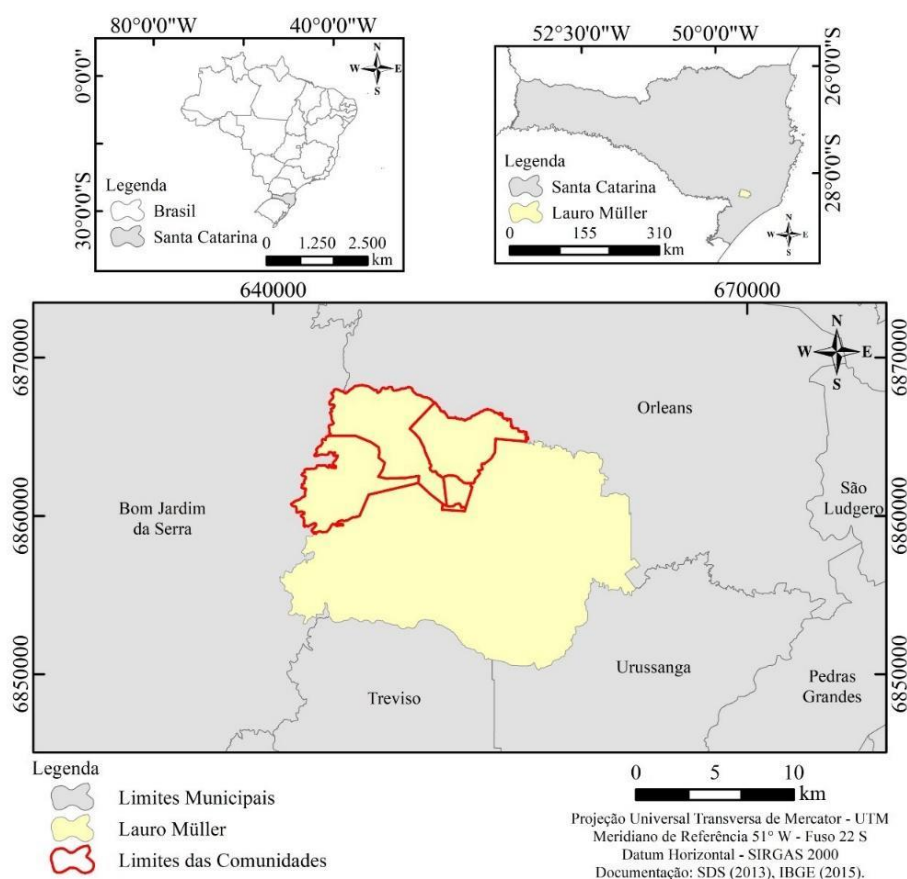 80°0'0"W
40°0'0"W
N
W
E
S
0°0'0"
30°0'0"S
Legenda
Brasil
Santa Catarina
0
1.250
2.500
km
52°30'0"W
50°0'0"W
26°0'0"S
28°0'0"S
Legenda
Santa Catarina
Lauro Müller
0
155
310
km
N
W
E
S
640000
670000
6870000
6860000
6850000
6870000
6860000
6850000
N
W
E
S
Orleans
Bom Jardim
da Serra
São
Ludgero
Urussanga
Treviso
Pedras
Grandes
Legenda
Limites Municipais
Lauro Müller
Limites das Comunidades
0
5
10
km
Projeção Universal Transversa de Mercator - UTM
Meridiano de Referência 51° W - Fuso 22 S
Datum Horizontal - SIRGAS 2000
Documentação: SDS (2013), IBGE (2015).